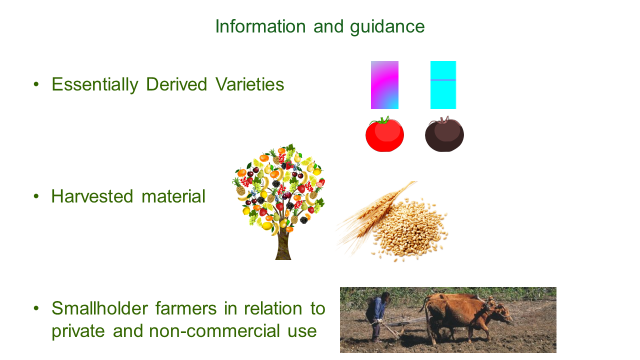 Information and guidance
• Essentially Derived Varieties
• Harvested material
• Smallholder farmers in relation to
private and non-commercial use